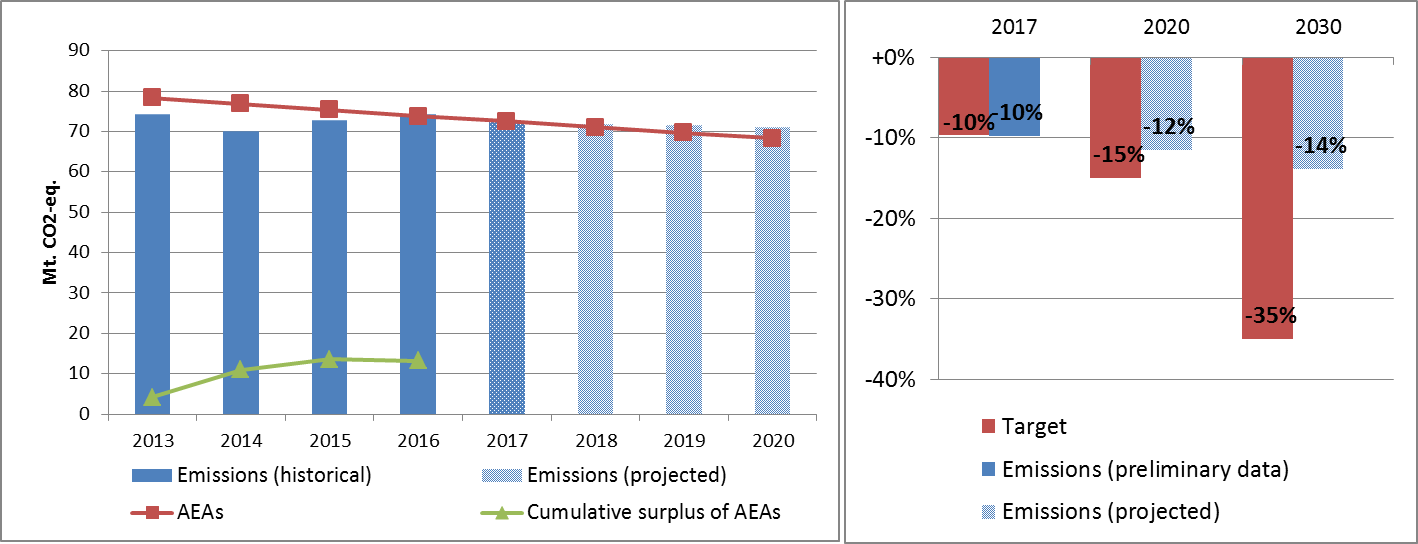 90
80
70
60
50
40
30
20
10
0
Mt. CO2-eq.
2013 2014 2015 2016 2017 2018 2019 2020
Emissions (historical) Emissions (projected)
AEAs Cumulative surplus of AEAs
2017 2020 2030
+0%
-10%
-20%
-30%
-40%
-10% -10% -15% -12% -35% -14%
Target
Emissions (preliminary data)
Emissions (projected)